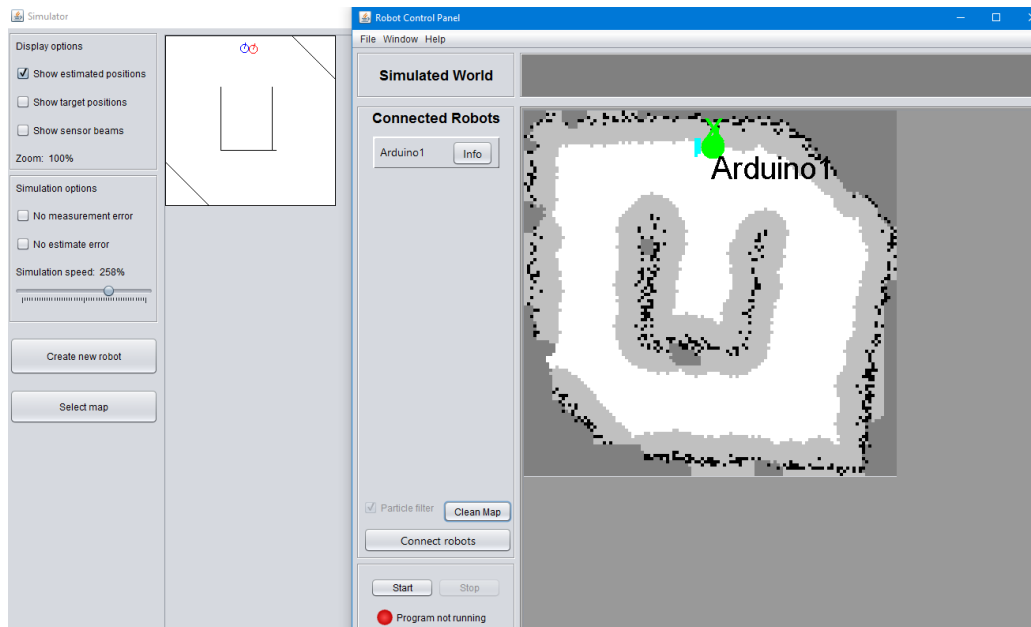 Simulator
Display options
Show estimated positions
Show target positions
Show sensor beams
Zoom: 100%
Simulation options
No measurement error
No estimate error
Simulation speed: 258%
Create new robot
Select map
Robot Control Panel
File Window Help
Simulated World
Connected Robots
Arduino1 Info
Arduino1
Particle filter Clean Map
Connect robots
Start Stop
Program not running